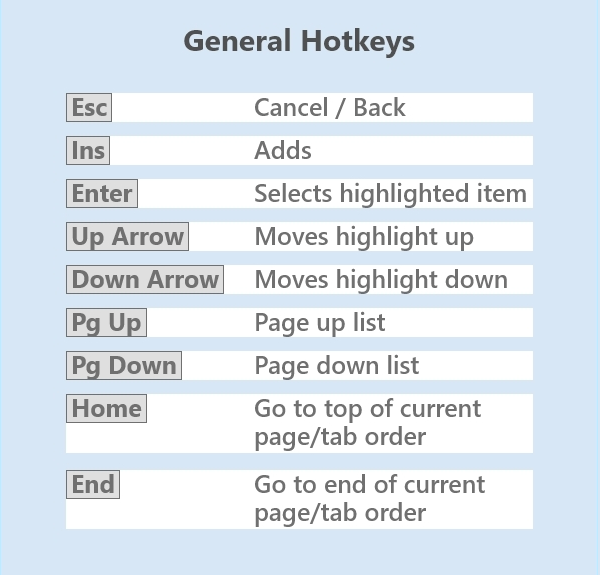 General Hotkeys
Esc Cancel / Back
Ins Adds
Enter Selects highlighted item
Up Arrow Moves highlight up
Down Arrow Moves highlight down
Pg Up Page up list
Pg Down Page down list
Home Go to top of current
page/tab order
End Go to end of current
page/tab order